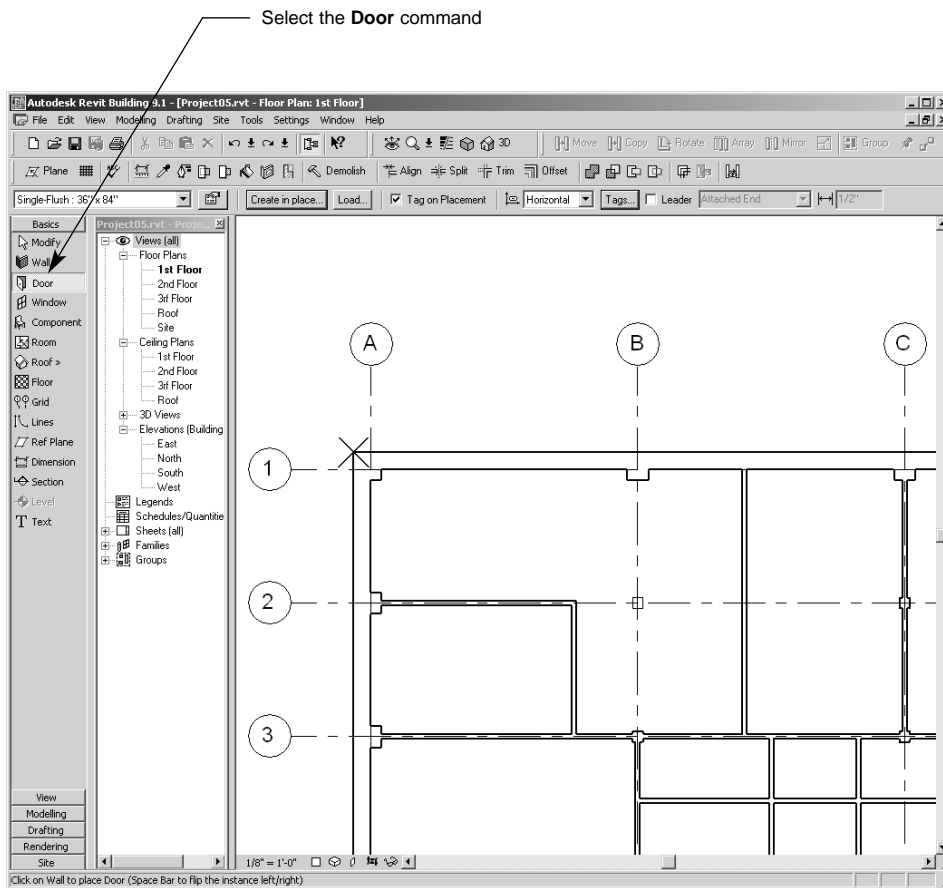 Select the Door command
Autodesk Revit Building 9.1 - [Project05.rvt - Floor Plan: 1st Floor]
File Edit View Modelling Drafting Site Tools Settings Window Help
3D Move Copy Rotate Array Mirror Group
Plane Demolish Align Split Trim Offset
Single-Flush : 36" x 84" Create in place... Load... Tag on Placement Horizontal Tags... Leader Attached End 1/2"
Basics
Modify
Wall
Door
Window
Component
Room
Roof »
Floor
Grid
Lines
Ref Plane
Dimension
Section
Level
Text
View
Modelling
Drafting
Rendering
Site
Project05.rvt - Proje...
Views (all)
Floor Plans
1st Floor
2nd Floor
3rf Floor
Roof
Site
Ceiling Plans
1st Floor
2nd Floor
3rf Floor
Roof
3D Views
Elevations (Building
East
North
South
West
Legends
Schedules/Quantitie
Sheets (all)
Families
Groups
A B C
1
2
3
1/8" = 1'-0"
Click on Wall to place Door (Space Bar to flip the instance left/right)